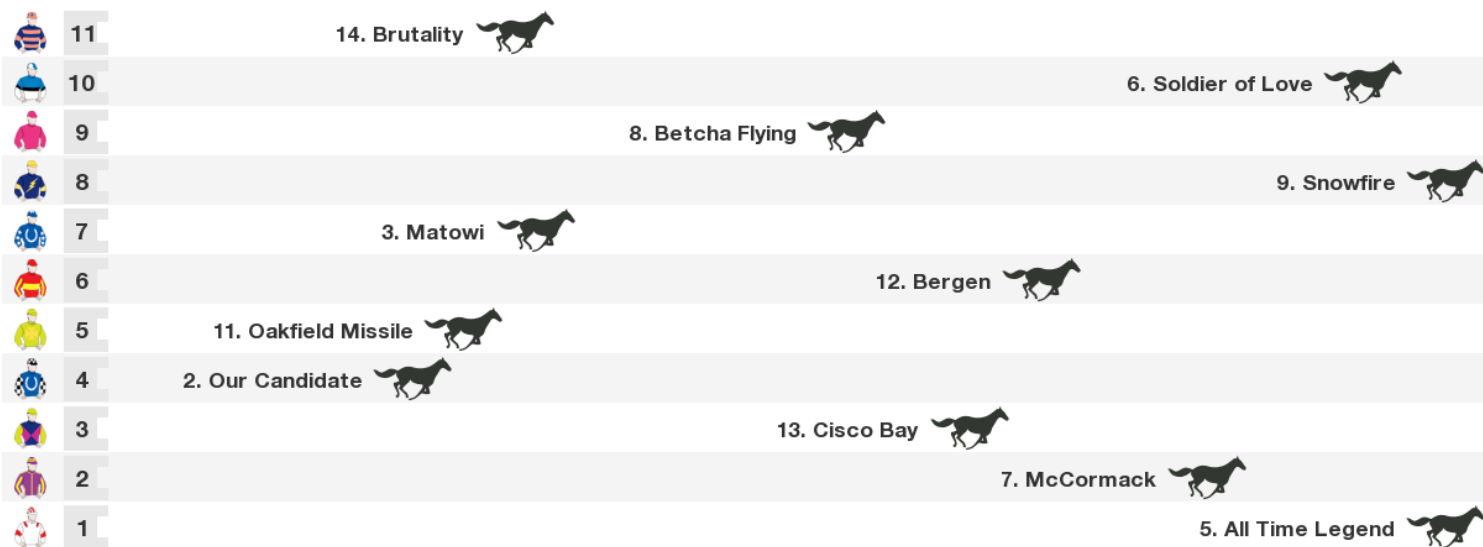 11 14. Brutality
10 6. Soldier of Love
9 8. Betcha Flying
8 9. Snowfire
7 3. Matowi
6 12. Bergen
5 11. Oakfield Missile
4 2. Our Candidate
3 13. Cisco Bay
2 7. McCormack
1 5. All Time Legend